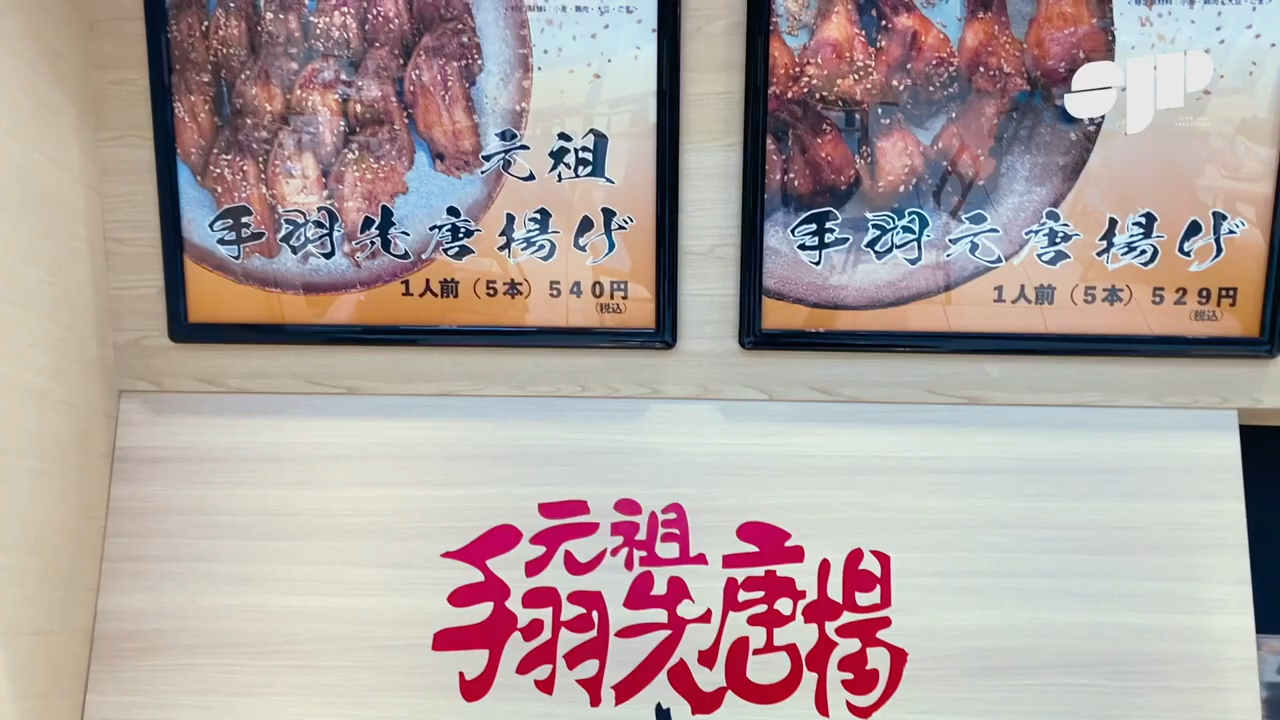 元祖
手羽先唐揚げ
1人前（5本）540円
（税込）
手羽元唐揚げ
1人前（5本）529円
（税込）
元祖
手羽先唐揚